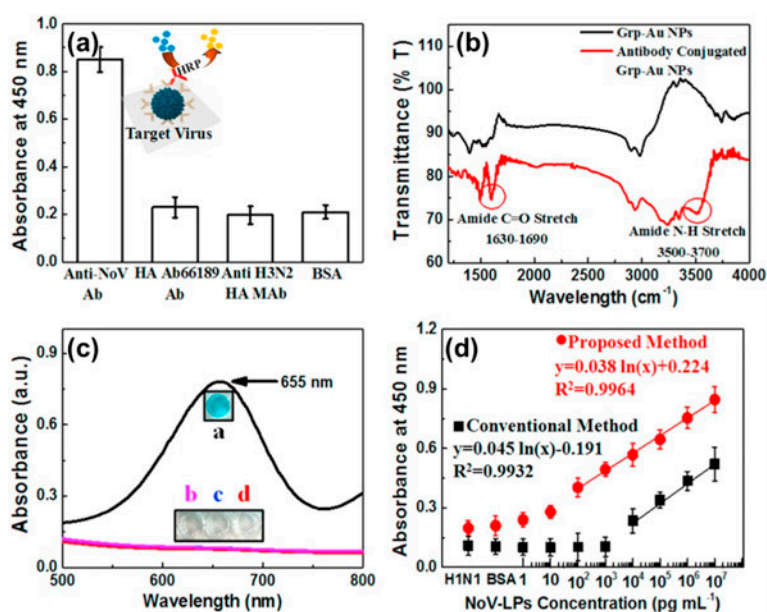 (a)
HRP
Target Virus
Absorbance at 450 nm
1.0
0.8
0.6
0.4
0.2
0.0
Anti-NoV Ab
HA Ab66189 Ab
Anti H3N2 HA MAb
BSA
(b)
Grp-Au NPs
Antibody Conjugated
Grp-Au NPs
Transmittance (% T)
110
100
90
80
70
60
Amide C=O Stretch
1630-1690
Amide N-H Stretch
3500-3700
1500 2000 2500 3000 3500 4000
Wavelength (cm⁻¹)
(c)
655 nm
a
b c d
Absorbance (a.u.)
0.9
0.6
0.3
0.0
500 600 700 800
Wavelength (nm)
(d)
Proposed Method
y=0.038 ln(x)+0.224
R²=0.9964
Conventional Method
y=0.045 ln(x)-0.191
R²=0.9932
Absorbance at 450 nm
1.2
0.9
0.6
0.3
0.0
H1N1 BSA 1 10 10² 10³ 10⁴ 10⁵ 10⁶ 10⁷
NoV-LPs Concentration (pg mL⁻¹)